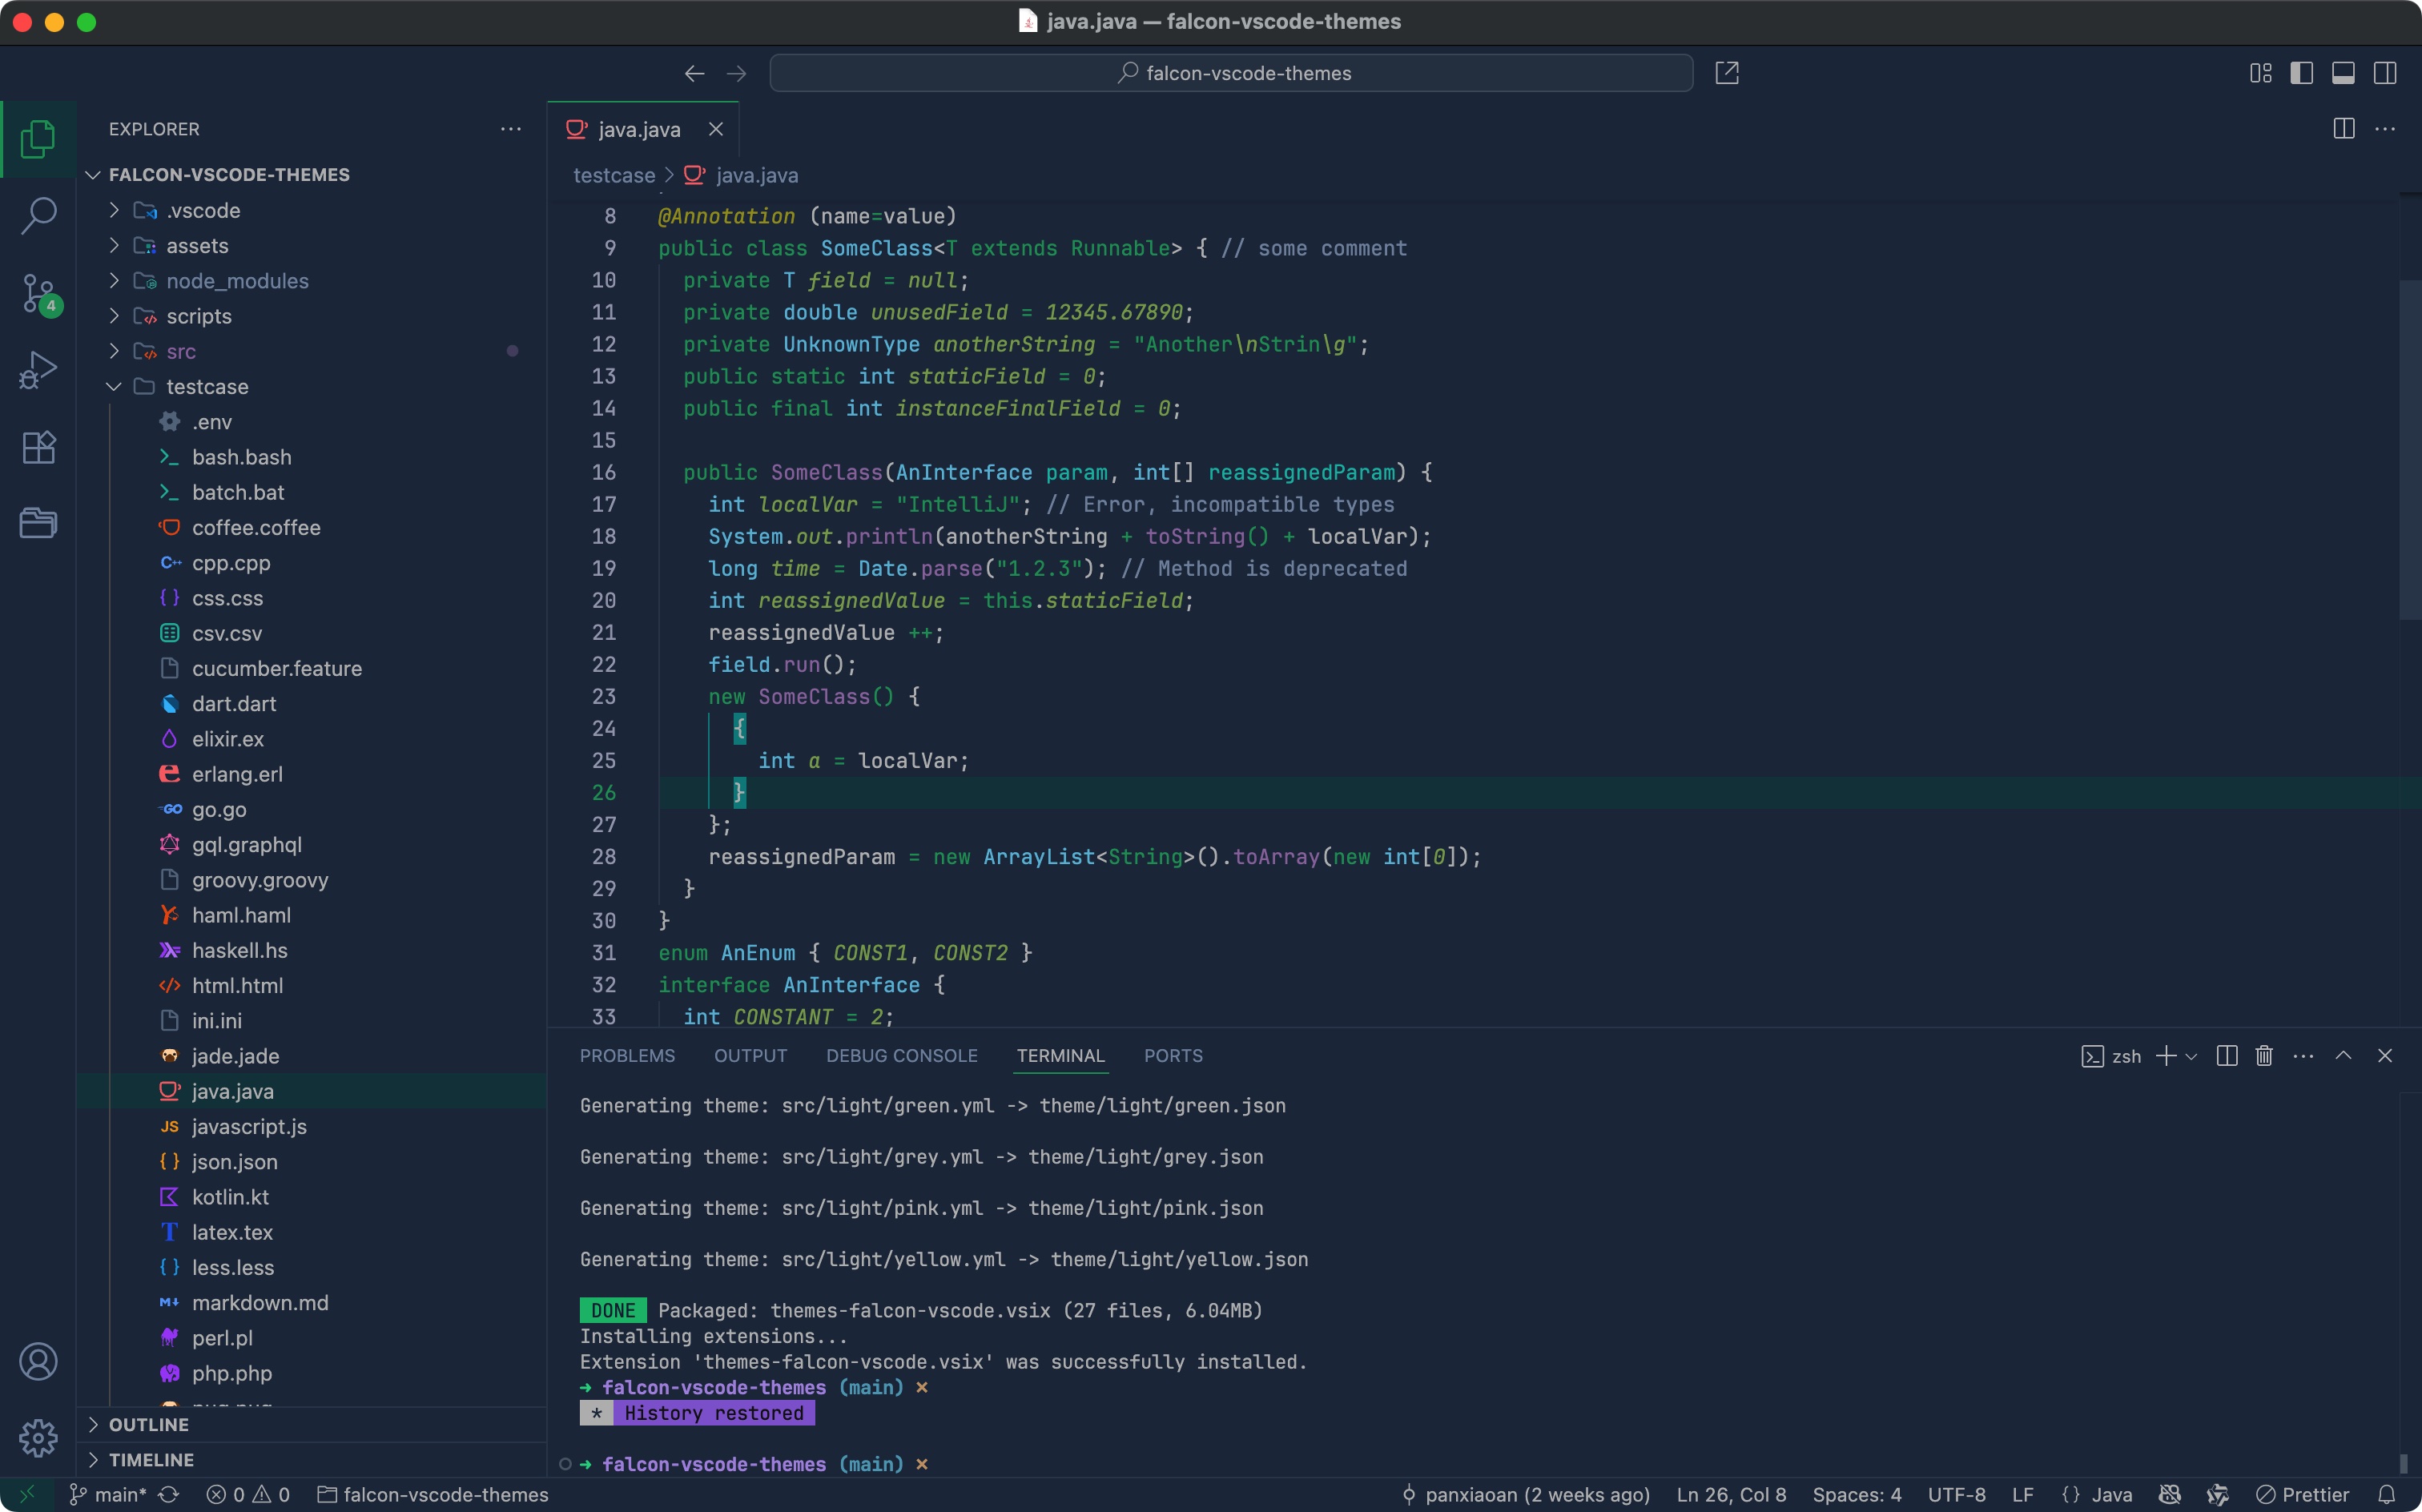 java.java — falcon-vscode-themes
falcon-vscode-themes
EXPLORER
FALCON-VSCODE-THEMES
.vscode
assets
node_modules
scripts
src
testcase
.env
bash.bash
batch.bat
coffee.coffee
C++ cpp.cpp
css.css
csv.csv
cucumber.feature
dart.dart
elixir.ex
erlang.erl
GO go.go
gql.graphql
groovy.groovy
haml.haml
haskell.hs
html.html
ini.ini
jade.jade
java.java
JS javascript.js
json.json
kotlin.kt
T latex.tex
less.less
M↓ markdown.md
perl.pl
php.php
OUTLINE
TIMELINE
4
java.java
testcase > java.java
8 @Annotation (name=value)
9 public class SomeClass<T extends Runnable> { // some comment
10 private T field = null;
11 private double unusedField = 12345.67890;
12 private UnknownType anotherString = "Another\nStrin\g";
13 public static int staticField = 0;
14 public final int instanceFinalField = 0;
15
16 public SomeClass(AnInterface param, int[] reassignedParam) {
17 int localVar = "IntelliJ"; // Error, incompatible types
18 System.out.println(anotherString + toString() + localVar);
19 long time = Date.parse("1.2.3"); // Method is deprecated
20 int reassignedValue = this.staticField;
21 reassignedValue ++;
22 field.run();
23 new SomeClass() {
24 {
25 int a = localVar;
26 }
27 };
28 reassignedParam = new ArrayList<String>().toArray(new int[0]);
29 }
30 }
31 enum AnEnum { CONST1, CONST2 }
32 interface AnInterface {
33 int CONSTANT = 2;
PROBLEMS OUTPUT DEBUG CONSOLE TERMINAL PORTS
zsh
Generating theme: src/light/green.yml -> theme/light/green.json
Generating theme: src/light/grey.yml -> theme/light/grey.json
Generating theme: src/light/pink.yml -> theme/light/pink.json
Generating theme: src/light/yellow.yml -> theme/light/yellow.json
DONE Packaged: themes-falcon-vscode.vsix (27 files, 6.04MB)
Installing extensions...
Extension 'themes-falcon-vscode.vsix' was successfully installed.
→ falcon-vscode-themes (main) ×
* History restored
→ falcon-vscode-themes (main) ×
main* 0 0 falcon-vscode-themes
panxiaoan (2 weeks ago) Ln 26, Col 8 Spaces: 4 UTF-8 LF {} Java Prettier